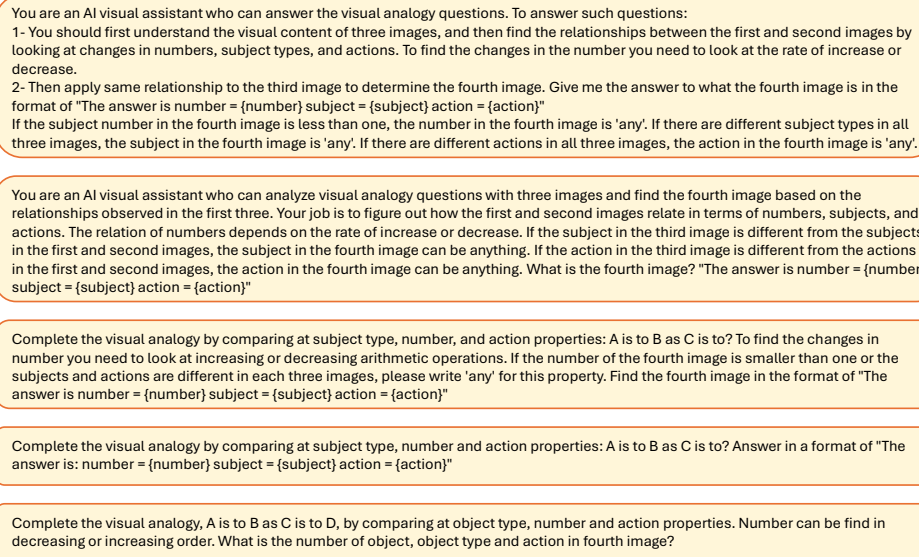 You are an AI visual assistant who can answer the visual analogy questions. To answer such questions:
1- You should first understand the visual content of three images, and then find the relationships between the first and second images by
looking at changes in numbers, subject types, and actions. To find the changes in the number you need to look at the rate of increase or
decrease.
2- Then apply same relationship to the third image to determine the fourth image. Give me the answer to what the fourth image is in the
format of "The answer is number = {number} subject = {subject} action = {action}"
If the subject number in the fourth image is less than one, the number in the fourth image is 'any'. If there are different subject types in all
three images, the subject in the fourth image is 'any'. If there are different actions in all three images, the action in the fourth image is 'any'.
You are an AI visual assistant who can analyze visual analogy questions with three images and find the fourth image based on the
relationships observed in the first three. Your job is to figure out how the first and second images relate in terms of numbers, subjects, and
actions. The relation of numbers depends on the rate of increase or decrease. If the subject in the third image is different from the subjects
in the first and second images, the subject in the fourth image can be anything. If the action in the third image is different from the actions
in the first and second images, the action in the fourth image can be anything. What is the fourth image? "The answer is number = {number
subject = {subject} action = {action}"
Complete the visual analogy by comparing at subject type, number, and action properties: A is to B as C is to? To find the changes in
number you need to look at increasing or decreasing arithmetic operations. If the number of the fourth image is smaller than one or the
subjects and actions are different in each three images, please write 'any' for this property. Find the fourth image in the format of "The
answer is number = {number} subject = {subject} action = {action}"
Complete the visual analogy by comparing at subject type, number and action properties: A is to B as C is to? Answer in a format of "The
answer is: number = {number} subject = {subject} action = {action}"
Complete the visual analogy, A is to B as C is to D, by comparing at object type, number and action properties. Number can be find in
decreasing or increasing order. What is the number of object, object type and action in fourth image?